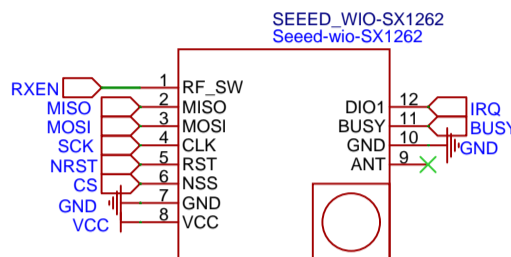 SEEED_WIO-SX1262
Seeed-wio-SX1262
RXEN 1 RF_SW
MISO 2 MISO DIO1 12 IRQ
MOSI 3 MOSI BUSY 11 BUSY
SCK 4 CLK GND 10 GND
NRST 5 RST ANT 9
CS 6 NSS
GND 7 GND
VCC 8 VCC